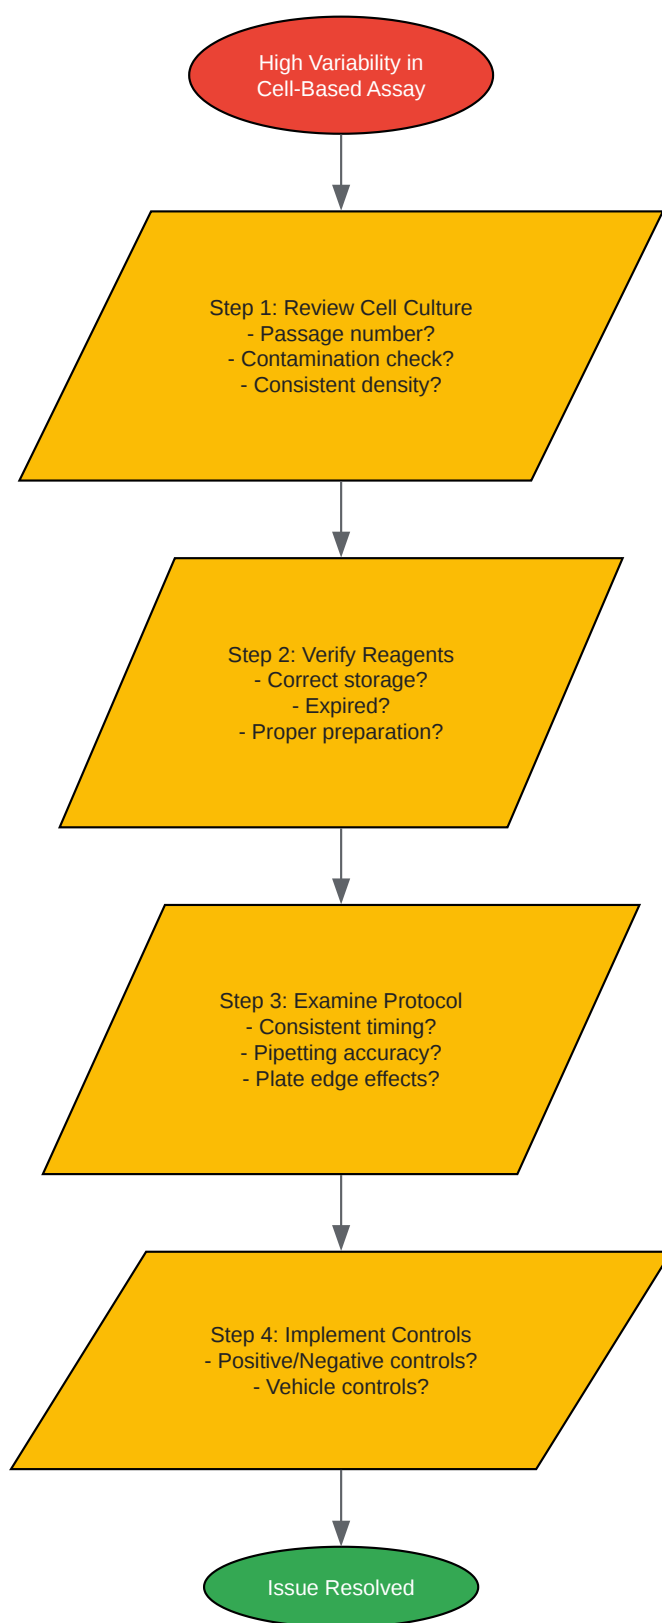 High Variability in
Cell-Based Assay
Step 1: Review Cell Culture
- Passage number?
- Contamination check?
- Consistent density?
Step 2: Verify Reagents
- Correct storage?
- Expired?
- Proper preparation?
Step 3: Examine Protocol
- Consistent timing?
- Pipetting accuracy?
- Plate edge effects?
Step 4: Implement Controls
- Positive/Negative controls?
- Vehicle controls?
Issue Resolved